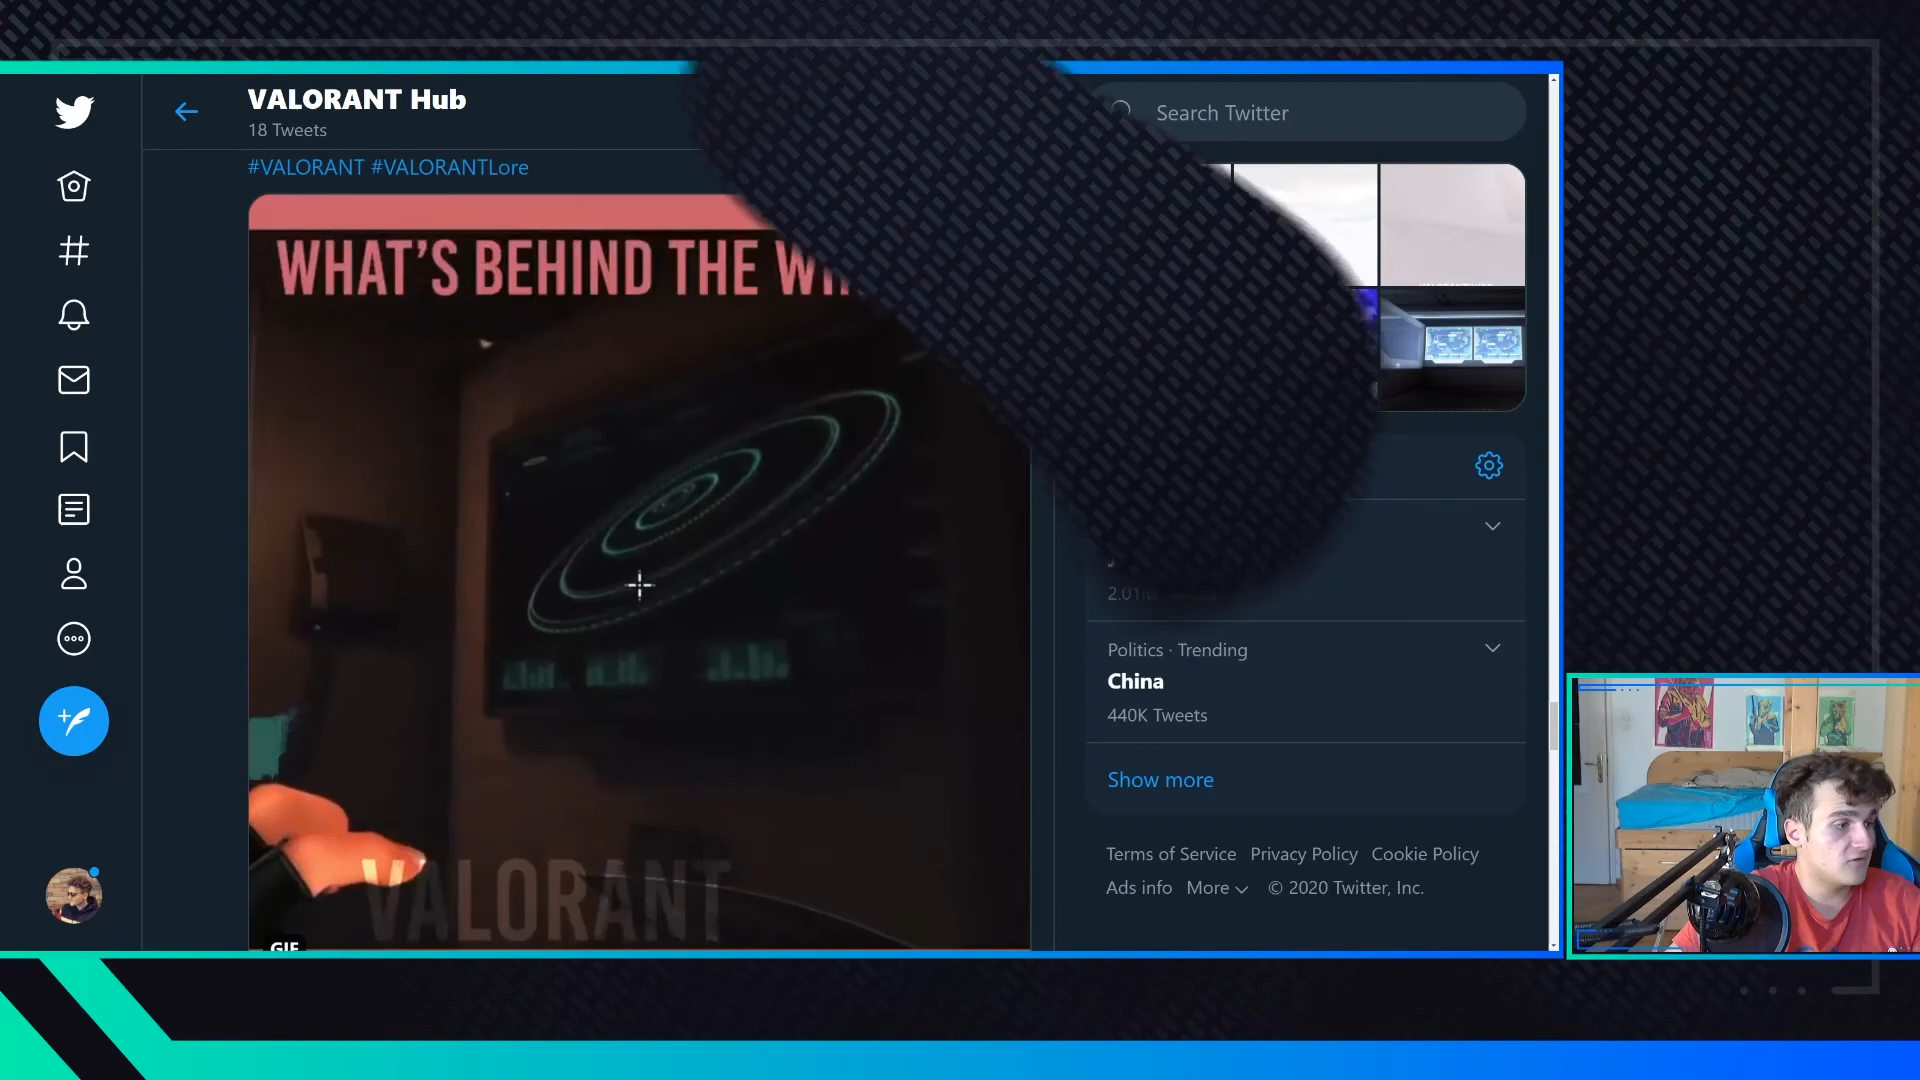 VALORANT Hub
18 Tweets
Search Twitter
#VALORANT #VALORANTLore
WHAT'S BEHIND THE
VALORANT
GIF
Politics · Trending
China
440K Tweets
Show more
Terms of Service Privacy Policy Cookie Policy
Ads info More © 2020 Twitter, Inc.